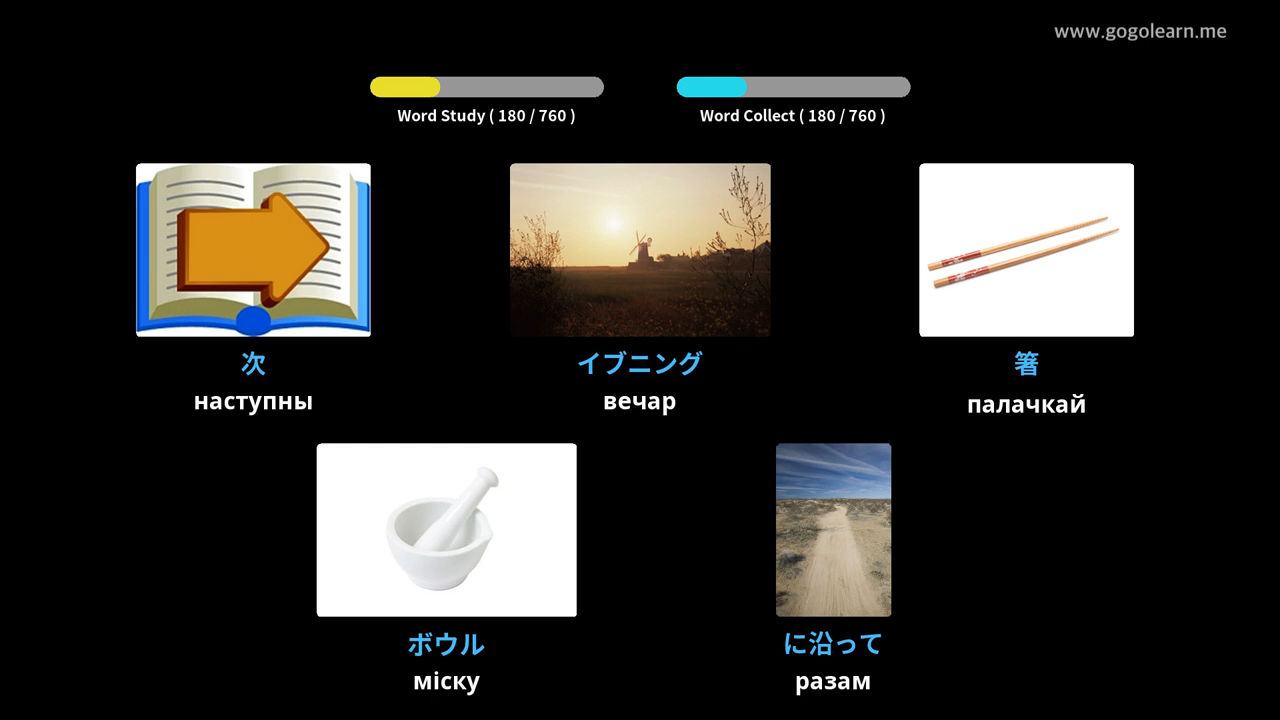 www.gogolearn.me
Word Study ( 180 / 760 )
Word Collect ( 180 / 760 )
次
наступны
イブニング
вечар
箸
палачкай
ボウル
міску
に沿って
разам